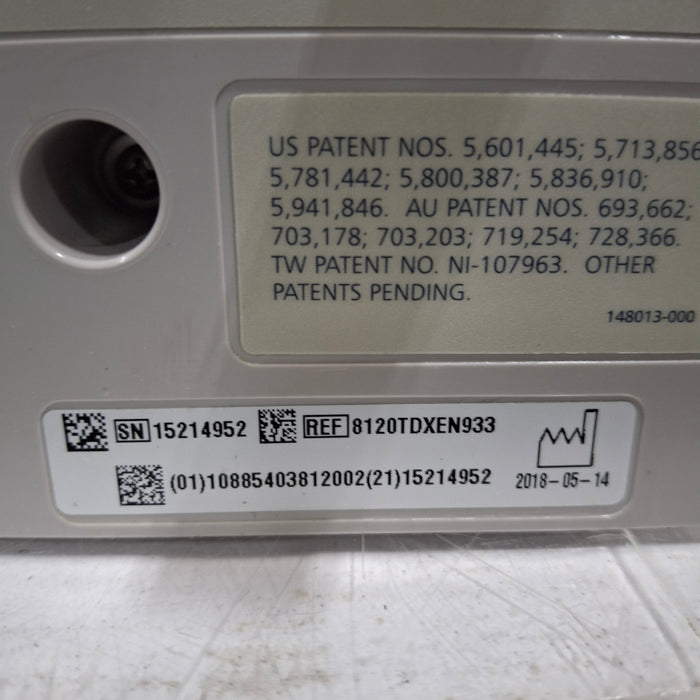 US PATENT NOS. 5,601,445; 5,713,856
5,781,442; 5,800,387; 5,836,910;
5,941,846. AU PATENT NOS. 693,662;
703,178; 703,203; 719,254; 728,366.
TW PATENT NO. NI-107963. OTHER
PATENTS PENDING.
148013-000
SN 15214952 REF 8120TDXEN933
(01)10885403812002(21)15214952 2018-05-14